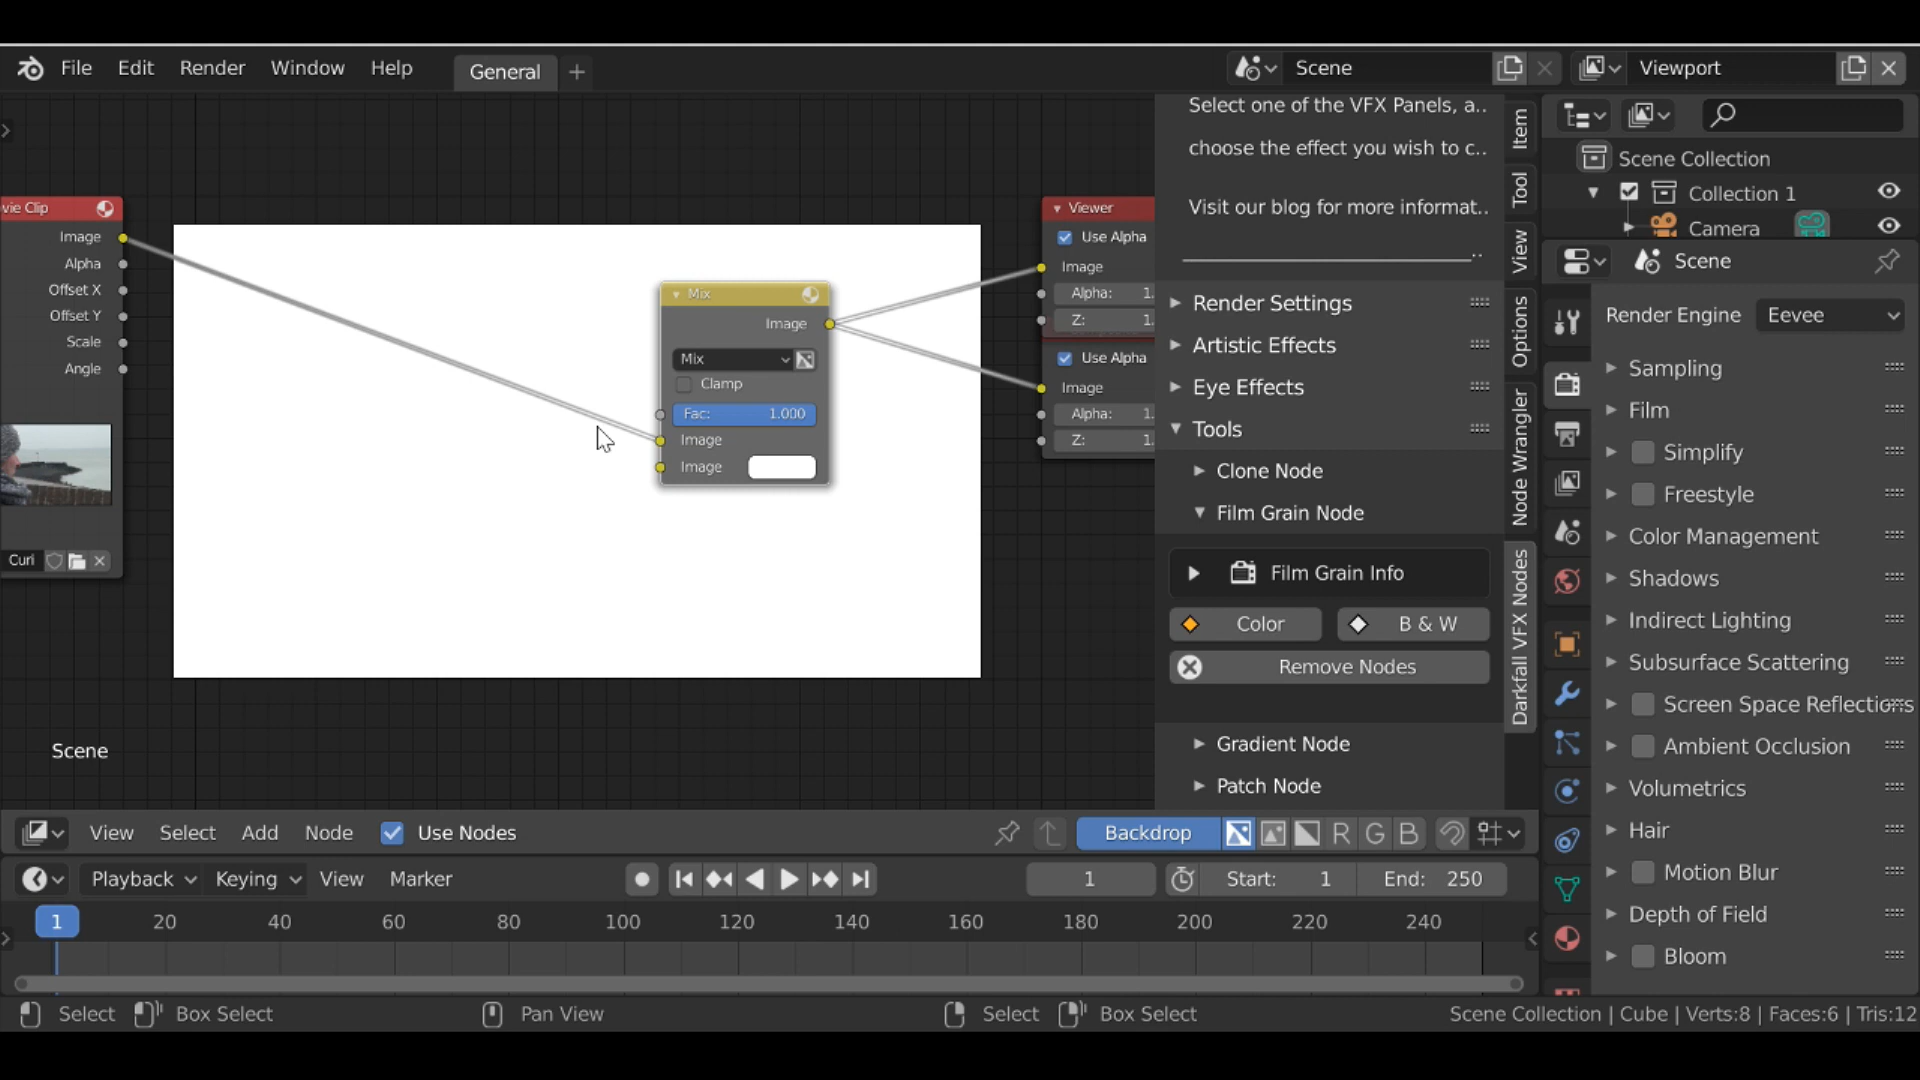 File Edit Render Window Help General + Scene Viewport
Select one of the VFX Panels, a..
choose the effect you wish to c..
Visit our blog for more informat..
Render Settings
Artistic Effects
Eye Effects
Tools
Clone Node
Film Grain Node
Film Grain Info
Color B & W
Remove Nodes
Gradient Node
Patch Node
Item
Tool
View
Options
Node Wrangler
Darkfall VFX Nodes
vie Clip
Image
Alpha
Offset X
Offset Y
Scale
Angle
Curl
Mix
Image
Mix
Clamp
Fac: 1.000
Image
Image
Viewer
Use Alpha
Image
Alpha: 1.
Z: 1.
Use Alpha
Image
Alpha: 1.
Z: 1.
Scene
Scene Collection
Collection 1
Camera
Scene
Render Engine Eevee
Sampling
Film
Simplify
Freestyle
Color Management
Shadows
Indirect Lighting
Subsurface Scattering
Screen Space Reflections
Ambient Occlusion
Volumetrics
Hair
Motion Blur
Depth of Field
Bloom
View Select Add Node Use Nodes Backdrop R G B
Playback Keying View Marker 1 Start: 1 End: 250
1 20 40 60 80 100 120 140 160 180 200 220 240
Select Box Select Pan View Select Box Select Scene Collection | Cube | Verts:8 | Faces:6 | Tris:12